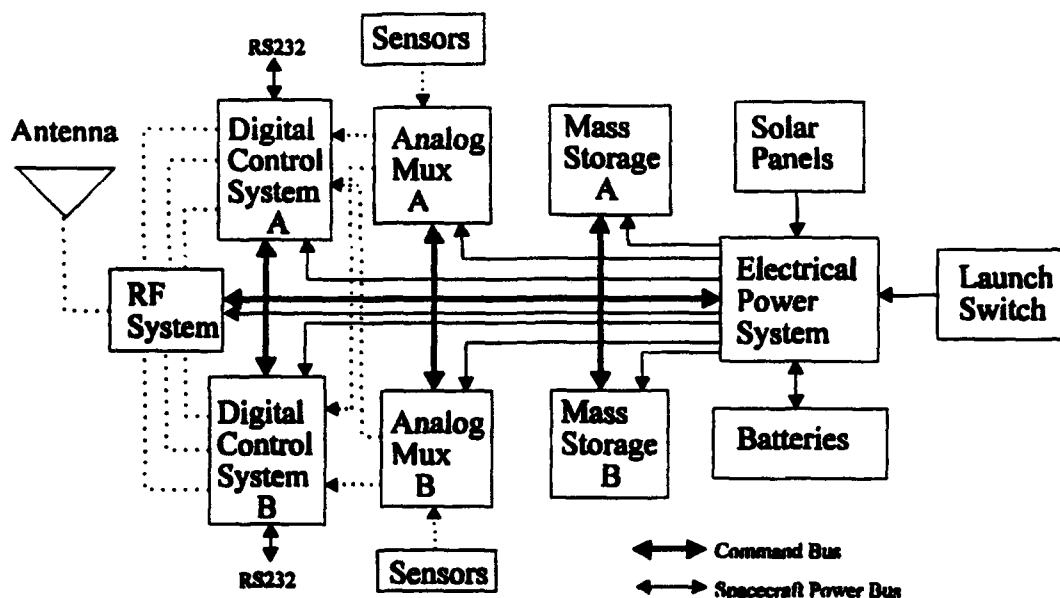 RS232
Sensors
Antenna
Digital
Control
System
A
Analog
Mux
A
Mass
Storage
A
Solar
Panels
RF
System
Electrical
Power
System
Launch
Switch
Digital
Control
System
B
Analog
Mux
B
Mass
Storage
B
Batteries
RS232
Sensors
Command Bus
Spacecraft Power Bus